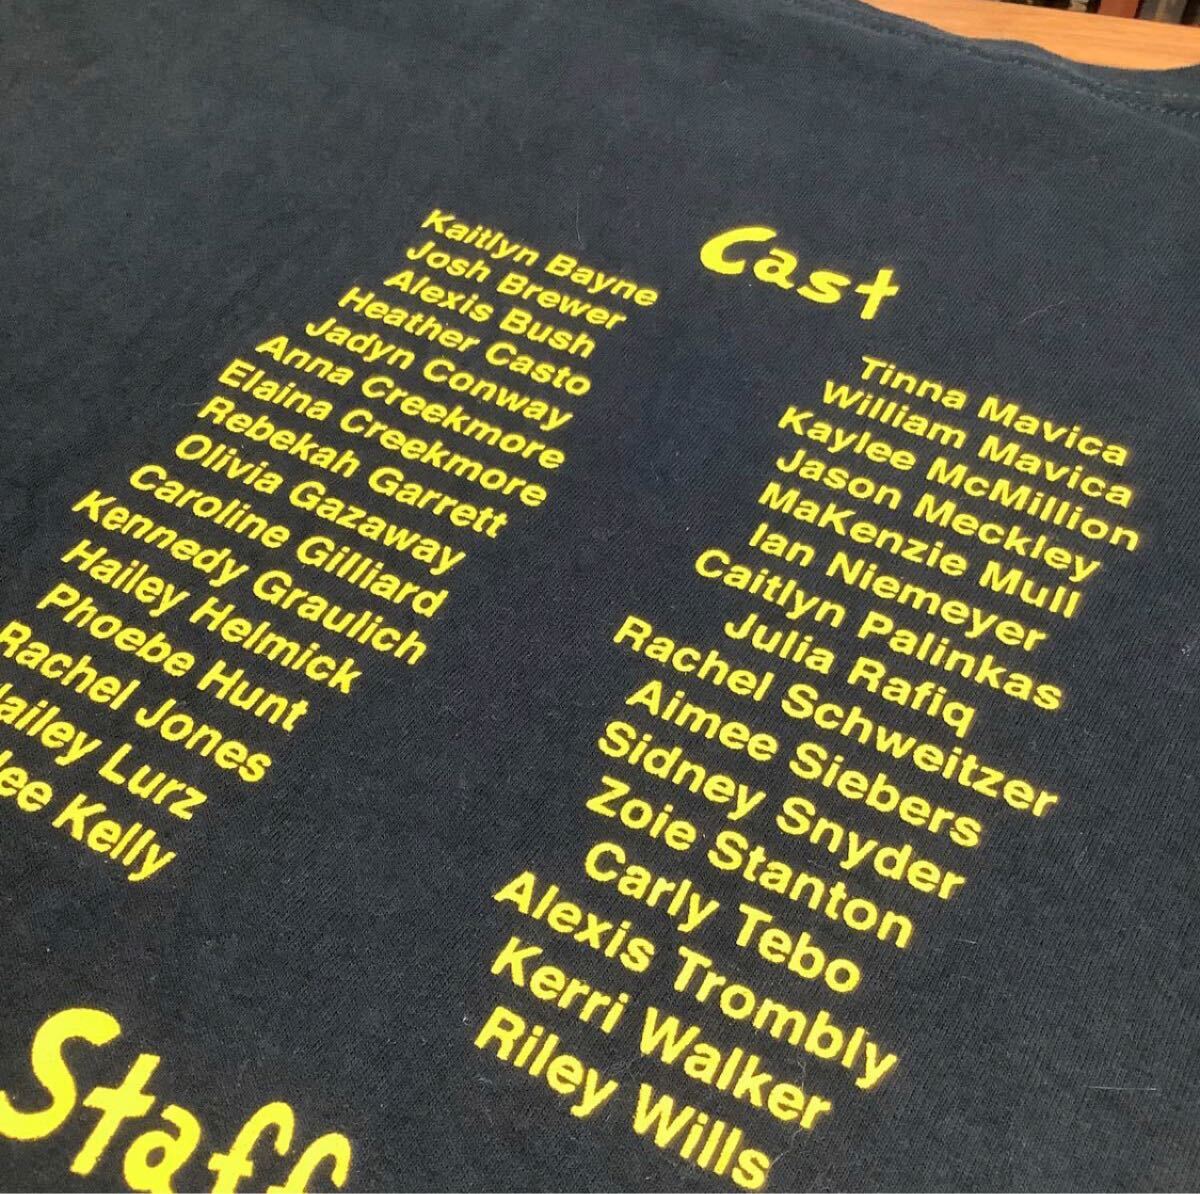 Cast
Kaitlyn Bayne
Josh Brewer
Alexis Bush
Heather Casto
Jadyn Conway
Anna Creekmore
Elaina Creekmore
Rebekah Garrett
Olivia Gazaway
Caroline Gilliard
Kennedy Graulich
Hailey Helmick
Phoebe Hunt
Rachel Jones
Lurz
Kelly
Tinna Mavica
William Mavica
Kaylee McMillion
Jason Meckley
MaKenzie Mull
Ian Niemeyer
Caitlyn Palinkas
Julia Rafiq
Rachel Schweitzer
Aimee Siebers
Sidney Snyder
Zoie Stanton
Carly Tebo
Alexis Trombly
Kerri Walker
Riley Wills
Staff